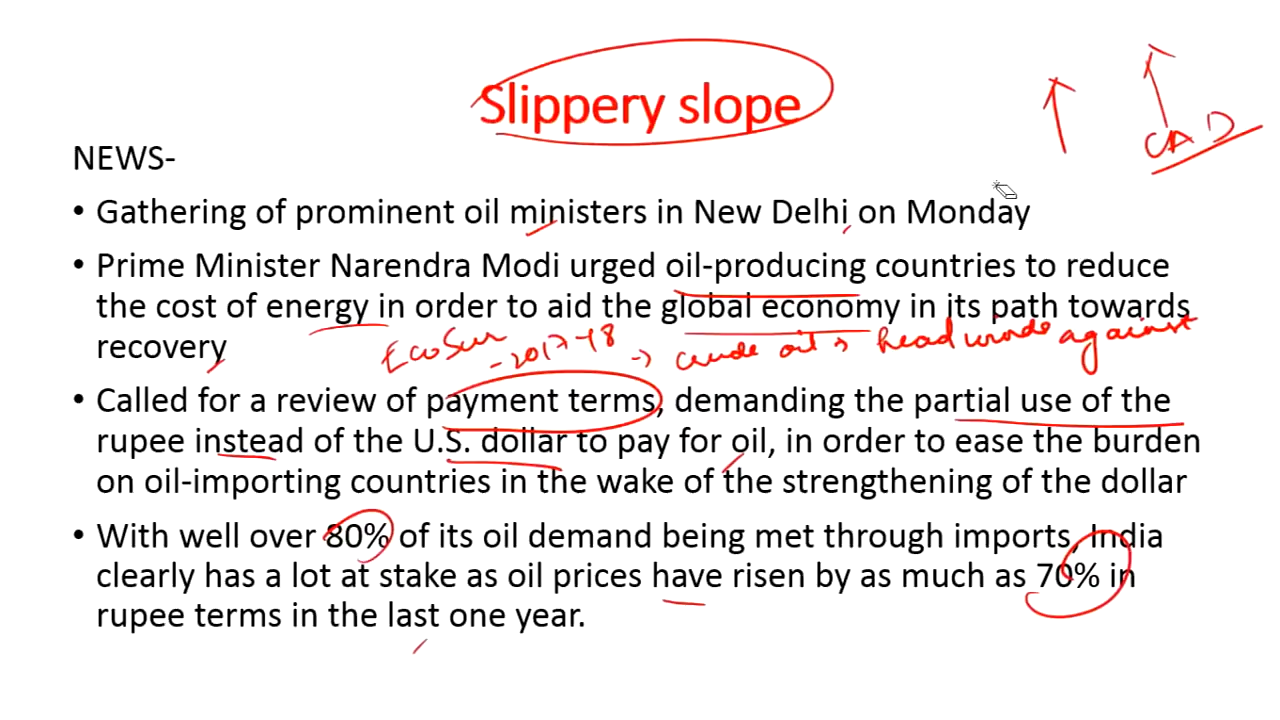 Slippery slope
CAD
NEWS-
• Gathering of prominent oil ministers in New Delhi on Monday
• Prime Minister Narendra Modi urged oil-producing countries to reduce
the cost of energy in order to aid the global economy in its path towards
recovery
EcoSur -2017-18 → crude oil → headwinds against
• Called for a review of payment terms, demanding the partial use of the
rupee instead of the U.S. dollar to pay for oil, in order to ease the burden
on oil-importing countries in the wake of the strengthening of the dollar
• With well over 80% of its oil demand being met through imports, India
clearly has a lot at stake as oil prices have risen by as much as 70% in
rupee terms in the last one year.